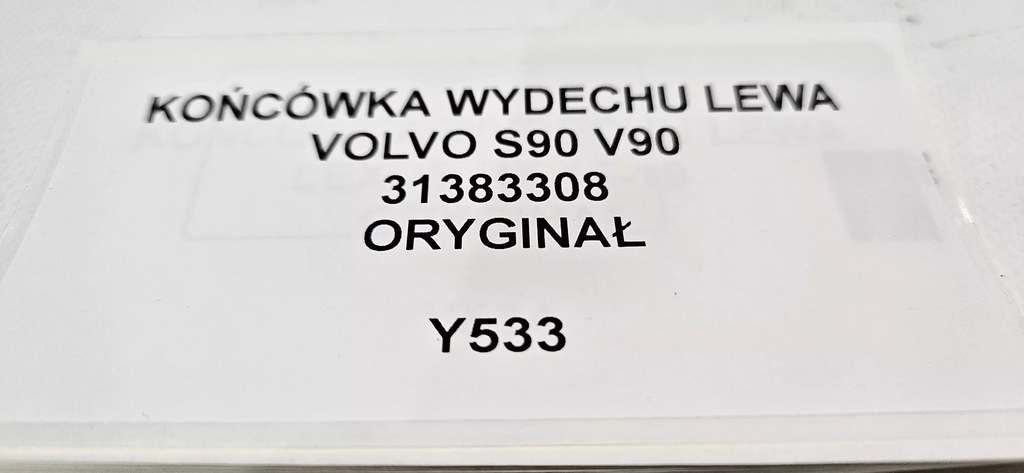 KOŃCÓWKA WYDECHU LEWA
VOLVO S90 V90
31383308
ORYGINAŁ
Y533